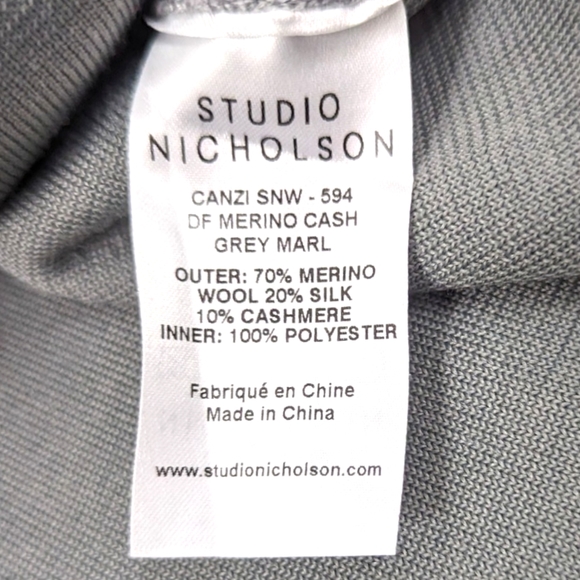 STUDIO
NICHOLSON
CANZI SNW - 594
DF MERINO CASH
GREY MARL
OUTER: 70% MERINO
WOOL 20% SILK
10% CASHMERE
INNER: 100% POLYESTER
Fabriqué en Chine
Made in China
www.studionicholson.com